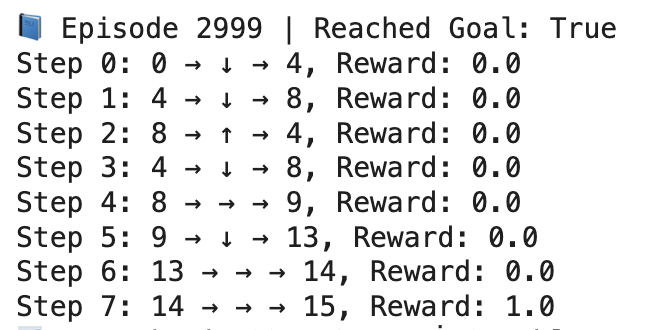 📘 Episode 2999 | Reached Goal: True
Step 0: 0 → ↓ → 4, Reward: 0.0
Step 1: 4 → ↓ → 8, Reward: 0.0
Step 2: 8 → ↑ → 4, Reward: 0.0
Step 3: 4 → ↓ → 8, Reward: 0.0
Step 4: 8 → → → 9, Reward: 0.0
Step 5: 9 → ↓ → 13, Reward: 0.0
Step 6: 13 → → → 14, Reward: 0.0
Step 7: 14 → → → 15, Reward: 1.0